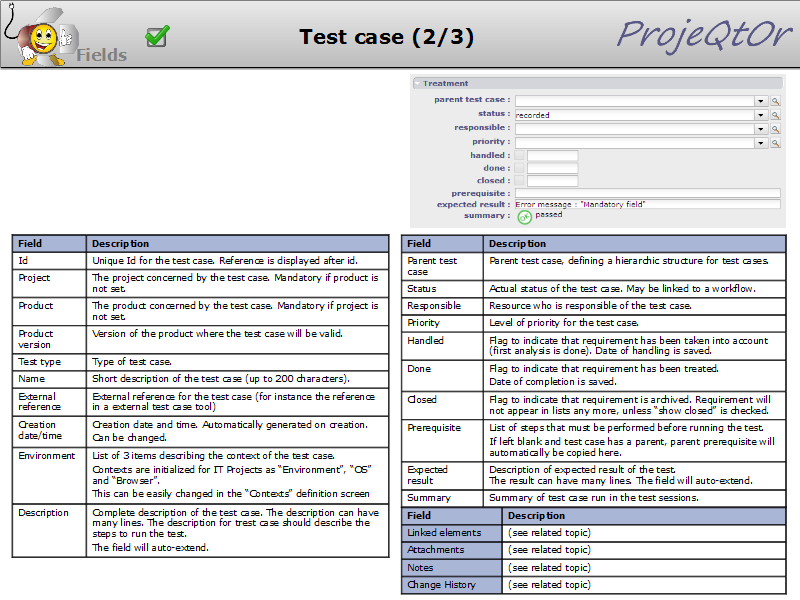 Fields
Test case (2/3)
ProjeQtOr
Treatment
parent test case :
status : recorded
responsible :
priority :
handled :
done :
closed :
prerequisite :
expected result : Error message : "Mandatory field"
summary : passed
Field Description
Id Unique Id for the test case. Reference is displayed after id.
Project The project concerned by the test case. Mandatory if product is
not set.
Product The product concerned by the test case. Mandatory if project is
not set.
Product
version Version of the product where the test case will be valid.
Test type Type of test case.
Name Short description of the test case (up to 200 characters).
External
reference External reference for the test case (for instance the reference
in a external test case tool)
Creation
date/time Creation date and time. Automatically generated on creation.
Can be changed.
Environment List of 3 items describing the context of the test case.
Contexts are initialized for IT Projects as “Environment”, “OS”
and “Browser”.
This can be easily changed in the “Contexts” definition screen
Description Complete description of the test case. The description can have
many lines. The description for trest case should describe the
steps to run the test.
The field will auto-extend.
Field Description
Parent test
case Parent test case, defining a hierarchic structure for test cases.
Status Actual status of the test case. May be linked to a workflow.
Responsible Resource who is responsible of the test case.
Priority Level of priority for the test case.
Handled Flag to indicate that requirement has been taken into account
(first analysis is done). Date of handling is saved.
Done Flag to indicate that requirement has been treated.
Date of completion is saved.
Closed Flag to indicate that requirement is archived. Requirement will
not appear in lists any more, unless “show closed” is checked.
Prerequisite List of steps that must be performed before running the test.
If left blank and test case has a parent, parent prerequisite will
automatically be copied here.
Expected
result Description of expected result of the test.
The result can have many lines. The field will auto-extend.
Summary Summary of test case run in the test sessions.
Field Description
Linked elements (see related topic)
Attachments (see related topic)
Notes (see related topic)
Change History (see related topic)